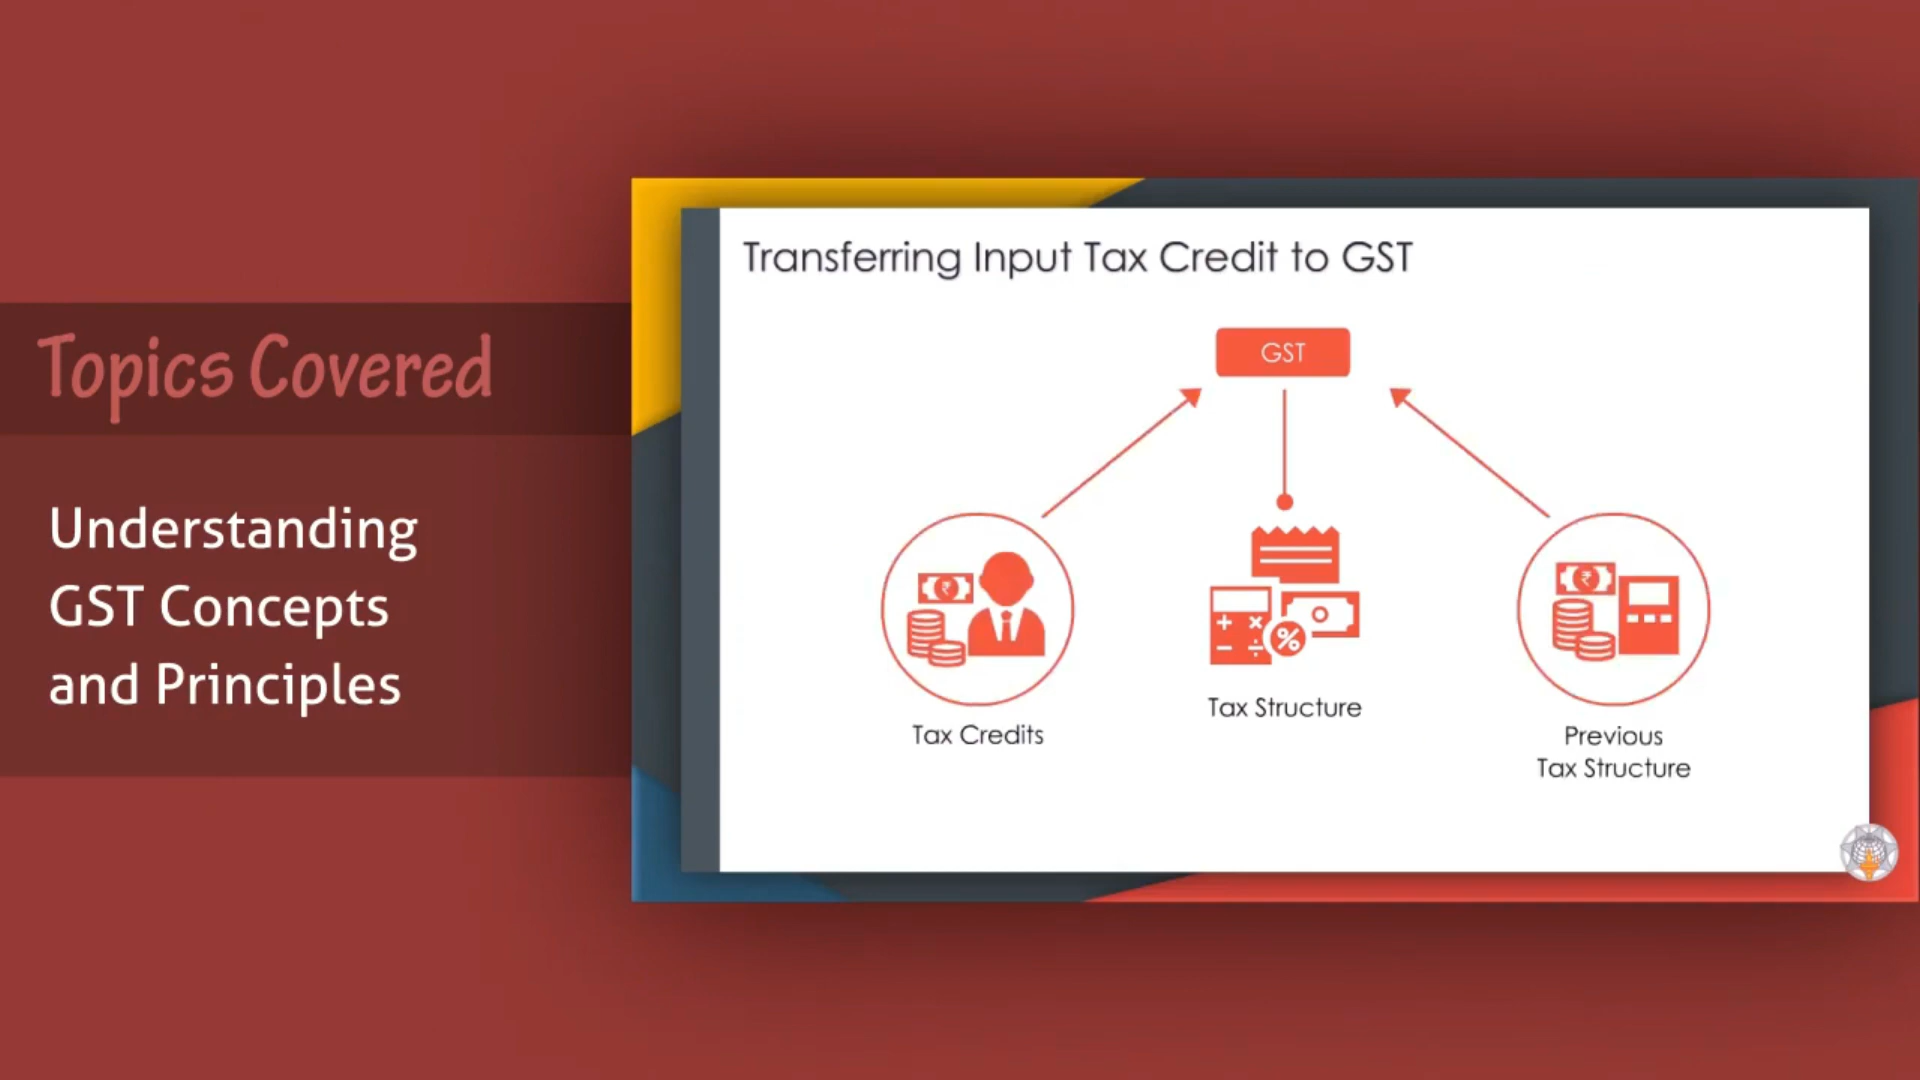 Topics Covered
Understanding
GST Concepts
and Principles
Transferring Input Tax Credit to GST
GST
Tax Credits
Tax Structure
Previous
Tax Structure